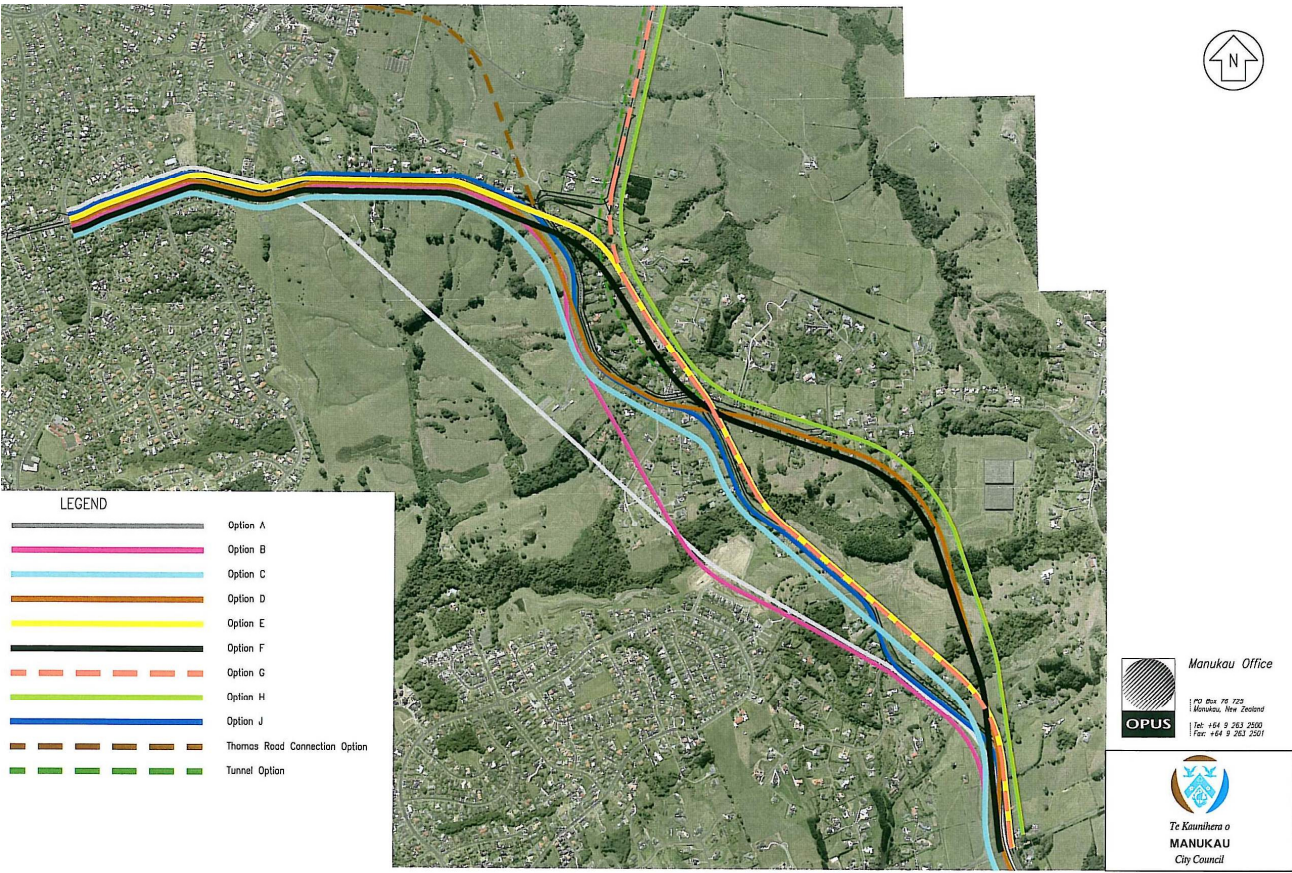 N
LEGEND
Option A
Option B
Option C
Option D
Option E
Option F
Option G
Option H
Option J
Thomas Road Connection Option
Tunnel Option
OPUS
Manukau Office
PO Box 76 725
Manukau, New Zealand
Tel: +64 9 263 2500
Fax: +64 9 263 2501
Te Kaunihera o
MANUKAU
City Council